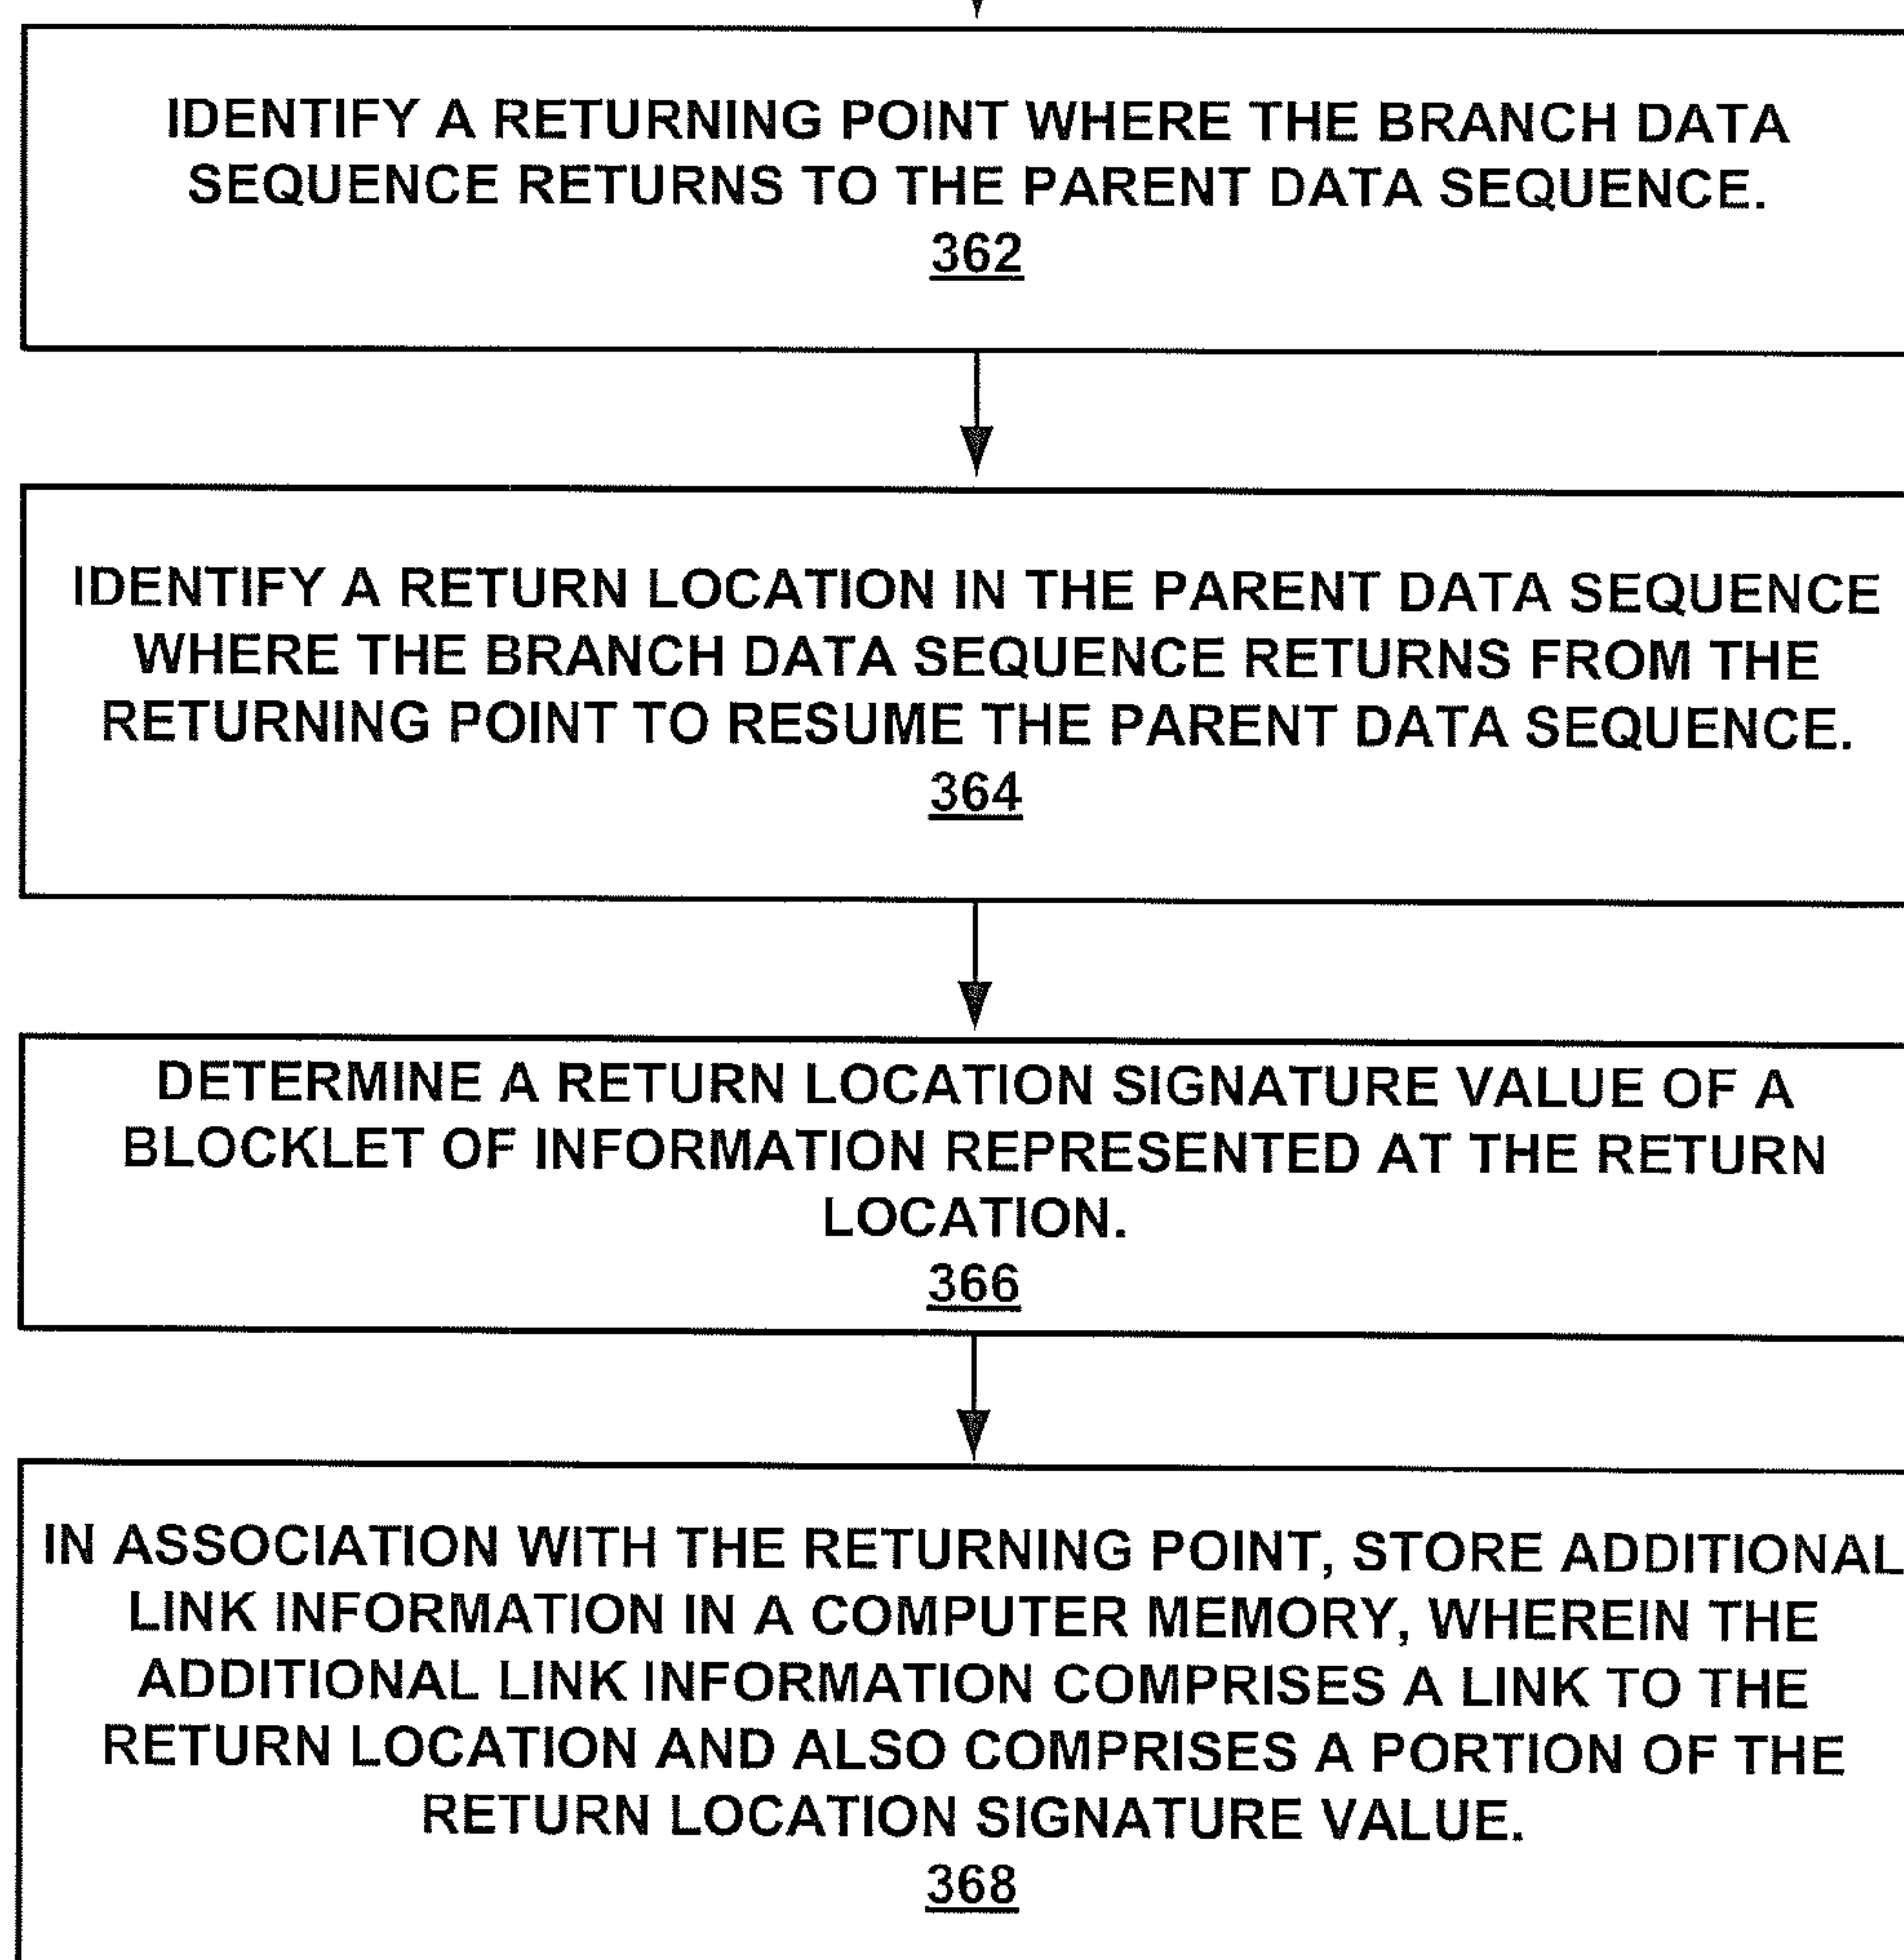 IDENTIFY A RETURNING POINT WHERE THE BRANCH DATA
SEQUENCE RETURNS TO THE PARENT DATA SEQUENCE.
362
IDENTIFY A RETURN LOCATION IN THE PARENT DATA SEQUENCE
WHERE THE BRANCH DATA SEQUENCE RETURNS FROM THE
RETURNING POINT TO RESUME THE PARENT DATA SEQUENCE.
364
DETERMINE A RETURN LOCATION SIGNATURE VALUE OF A
BLOCKLET OF INFORMATION REPRESENTED AT THE RETURN
LOCATION.
366
IN ASSOCIATION WITH THE RETURNING POINT, STORE ADDITIONAL
LINK INFORMATION IN A COMPUTER MEMORY, WHEREIN THE
ADDITIONAL LINK INFORMATION COMPRISES A LINK TO THE
RETURN LOCATION AND ALSO COMPRISES A PORTION OF THE
RETURN LOCATION SIGNATURE VALUE.
368